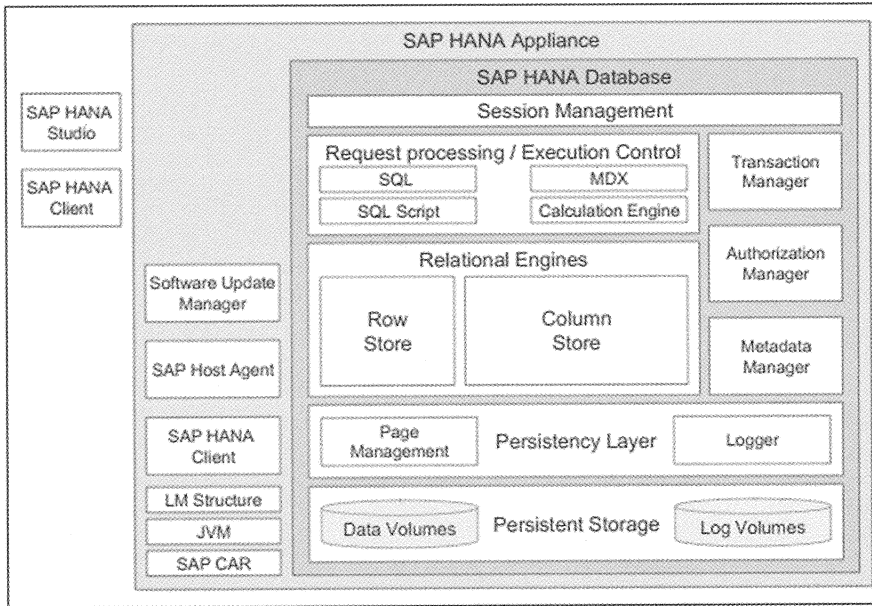 SAP HANA Appliance
SAP HANA Database
Session Management
SAP HANA
Studio
SAP HANA
Client
Request processing / Execution Control
SQL
MDX
SQL Script
Calculation Engine
Transaction
Manager
Authorization
Manager
Metadata
Manager
Relational Engines
Row
Store
Column
Store
Software Update
Manager
SAP Host Agent
SAP HANA
Client
LM Structure
JVM
SAP CAR
Page
Management
Persistency Layer
Logger
Data Volumes
Persistent Storage
Log Volumes